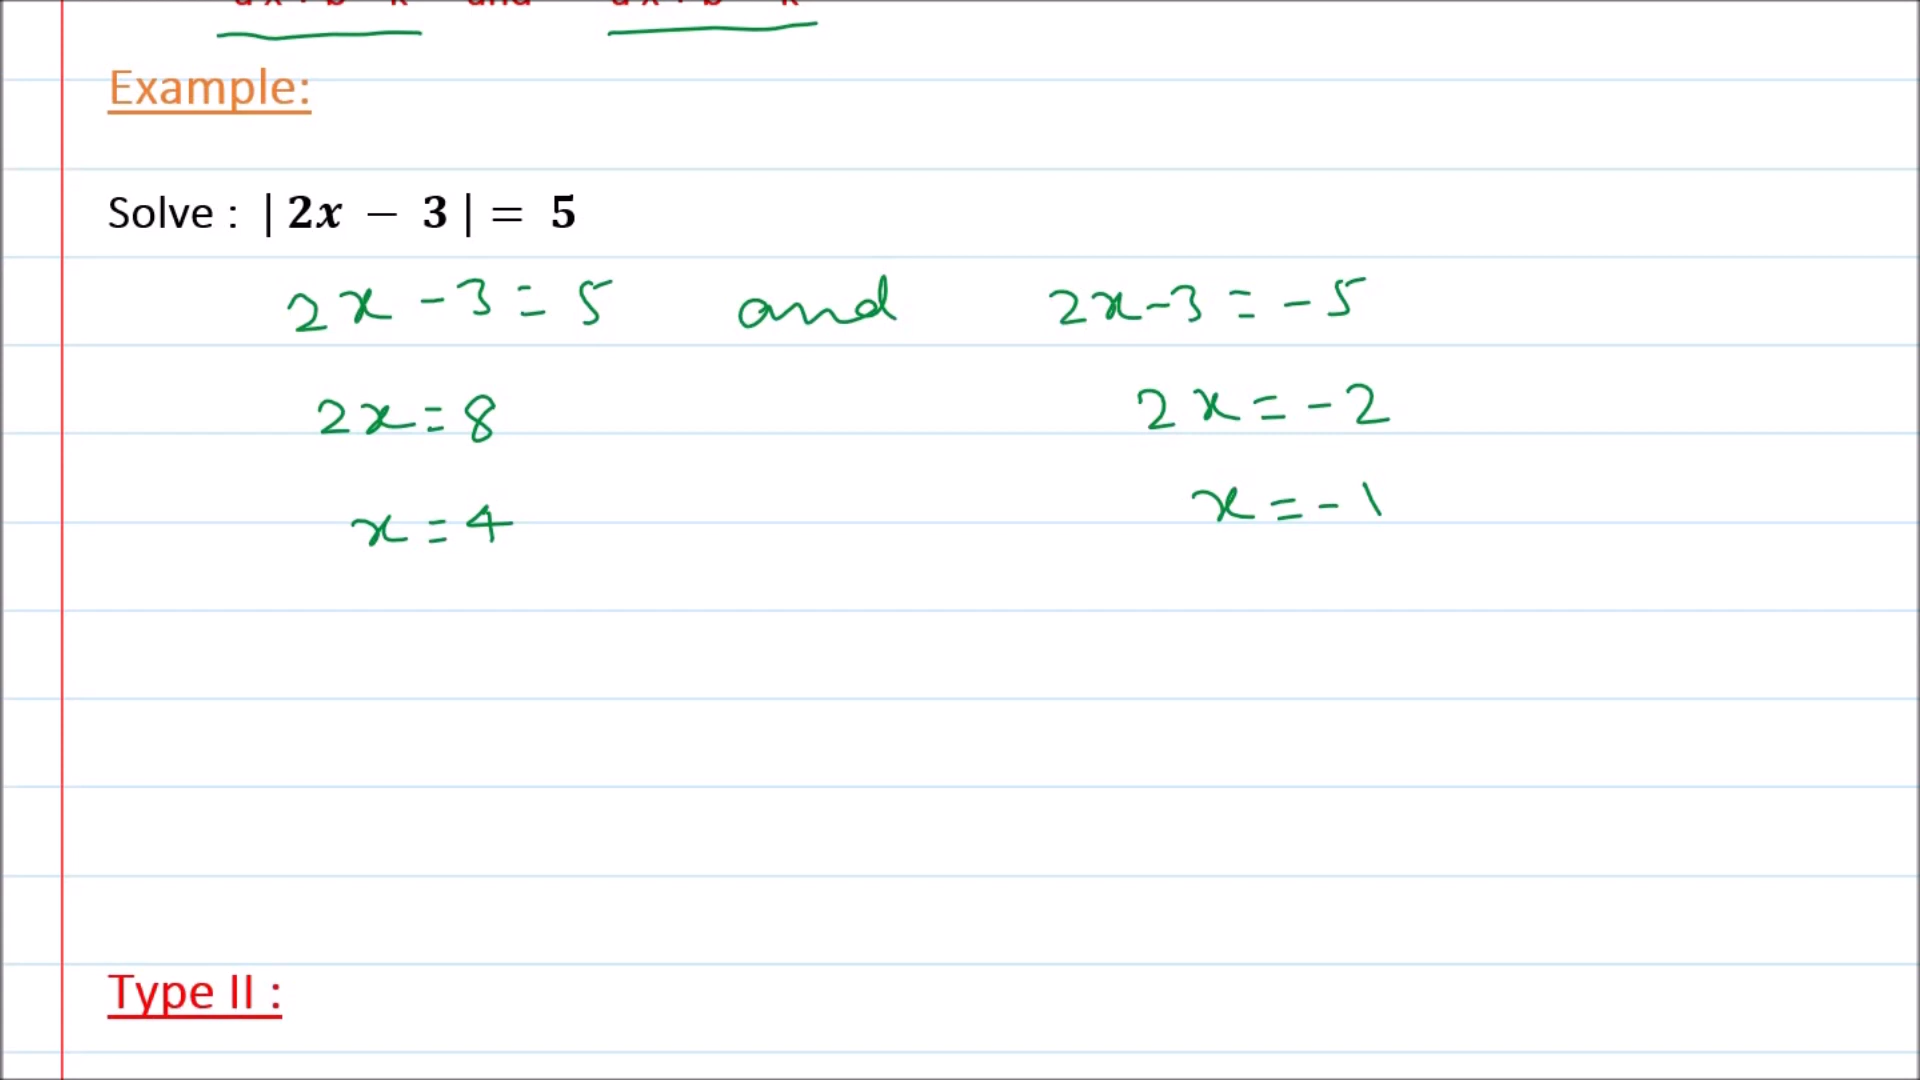 and
Example:
Solve : | 2x − 3 | = 5
2x - 3 = 5 and 2x - 3 = - 5
2x = 8 2x = - 2
x = 4 x = - 1
Type II :